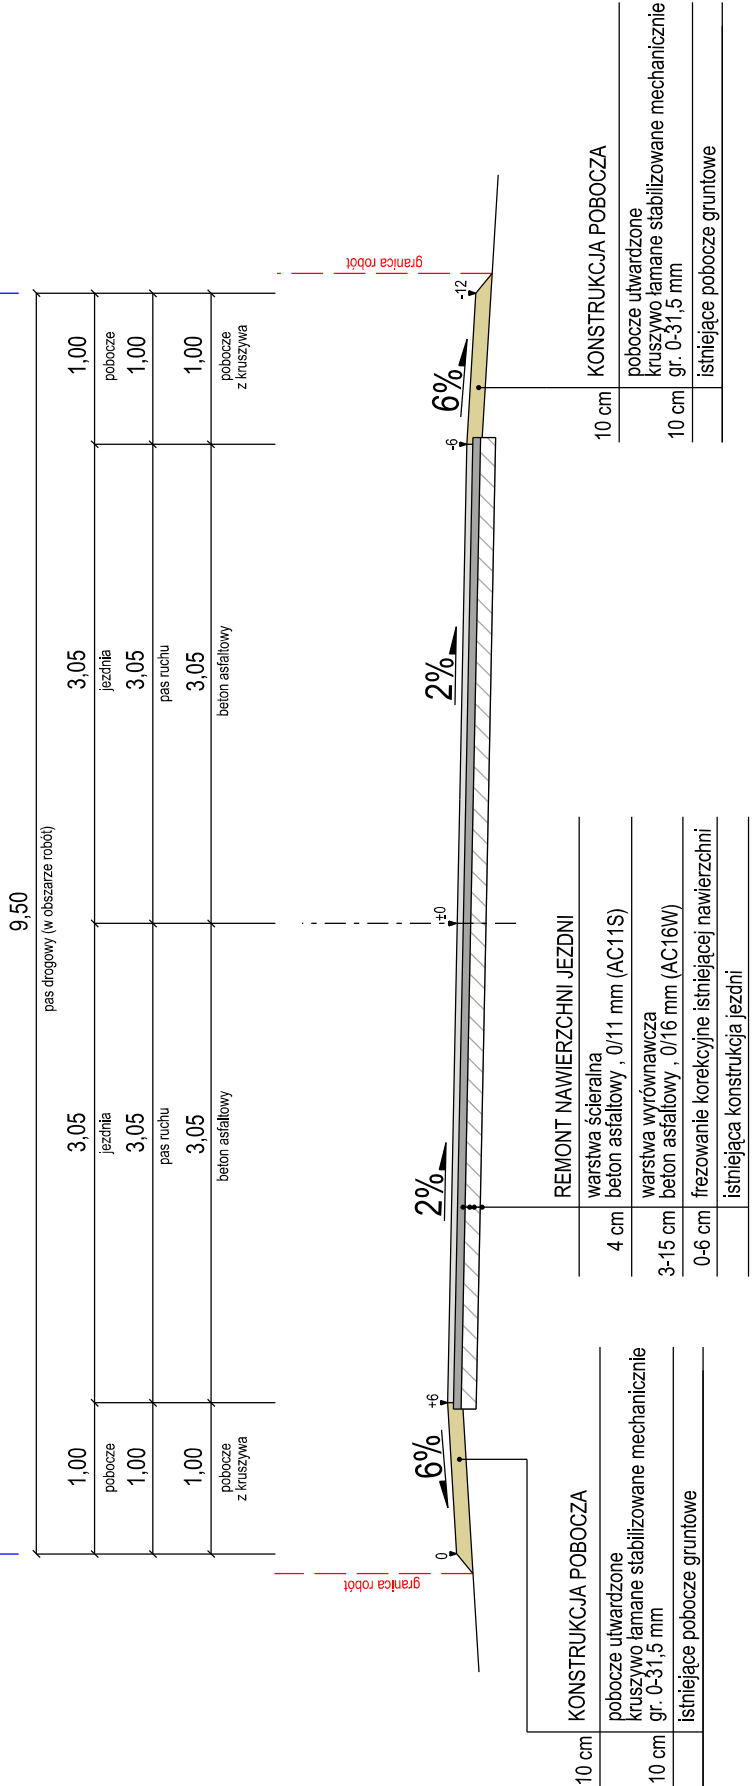 9,50
pas drogowy (w obszarze robót)
1,00
3,05
3,05
1,00
pobocze
jezdnia
jezdnia
pobocze
1,00
3,05
3,05
1,00
pas ruchu
pas ruchu
1,00
3,05
3,05
1,00
pobocze
z kruszywa
beton asfaltowy
beton asfaltowy
pobocze
z kruszywa
granica robót
granica robót
6%
2%
2%
6%
0
+6
±0
-6
-12
KONSTRUKCJA POBOCZA
10 cm
pobocze utwardzone
kruszywo łamane stabilizowane mechanicznie
10 cm gr. 0-31,5 mm
istniejące pobocze gruntowe
REMONT NAWIERZCHNI JEZDNI
warstwa ścieralna
4 cm beton asfaltowy , 0/11 mm (AC11S)
warstwa wyrównawcza
3-15 cm beton asfaltowy , 0/16 mm (AC16W)
0-6 cm frezowanie korekcyjne istniejącej nawierzchni
istniejąca konstrukcja jezdni
10 cm KONSTRUKCJA POBOCZA
pobocze utwardzone
kruszywo łamane stabilizowane mechanicznie
10 cm gr. 0-31,5 mm
istniejące pobocze gruntowe